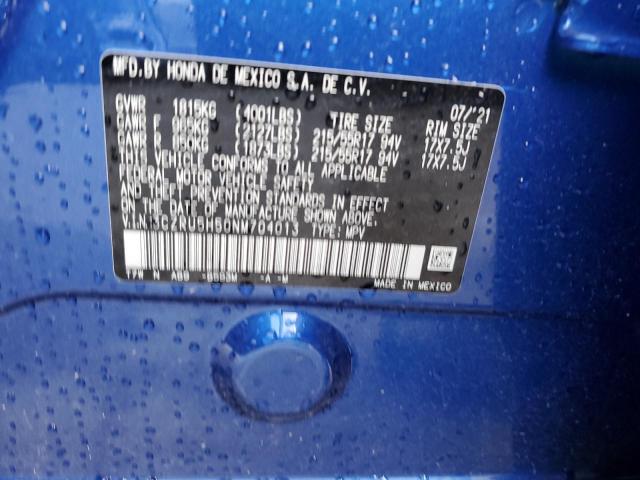 MFD.BY HONDA DE MEXICO S.A. DE C.V.
07/'21
GVWR 1815KG (4001LBS) TIRE SIZE RIM SIZE
GAWR F 965KG (2127LBS) 215/55R17 94V 17X7.5J
GAWR R 850KG (1873LBS) 215/55R17 94V 17X7.5J
THIS VEHICLE CONFORMS TO ALL APPLICABLE
FEDERAL MOTOR VEHICLE SAFETY
AND THEFT PREVENTION STANDARDS IN EFFECT
ON THE DATE OF MANUFACTURE SHOWN ABOVE.
V.I.N. TYPE: MPV
-A -M
MADE IN MEXICO